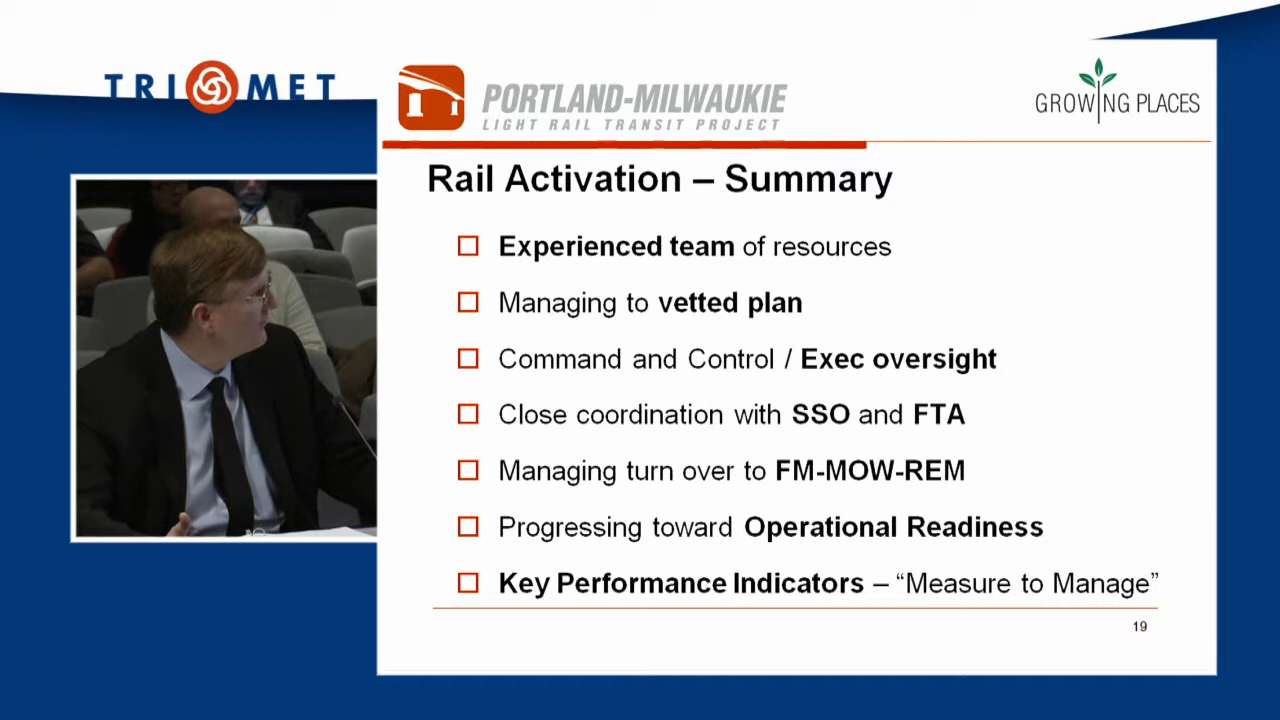 TRI MET
PORTLAND-MILWAUKIE
LIGHT RAIL TRANSIT PROJECT
GROWING PLACES
Rail Activation – Summary
Experienced team of resources
Managing to vetted plan
Command and Control / Exec oversight
Close coordination with SSO and FTA
Managing turn over to FM-MOW-REM
Progressing toward Operational Readiness
Key Performance Indicators – “Measure to Manage”
19